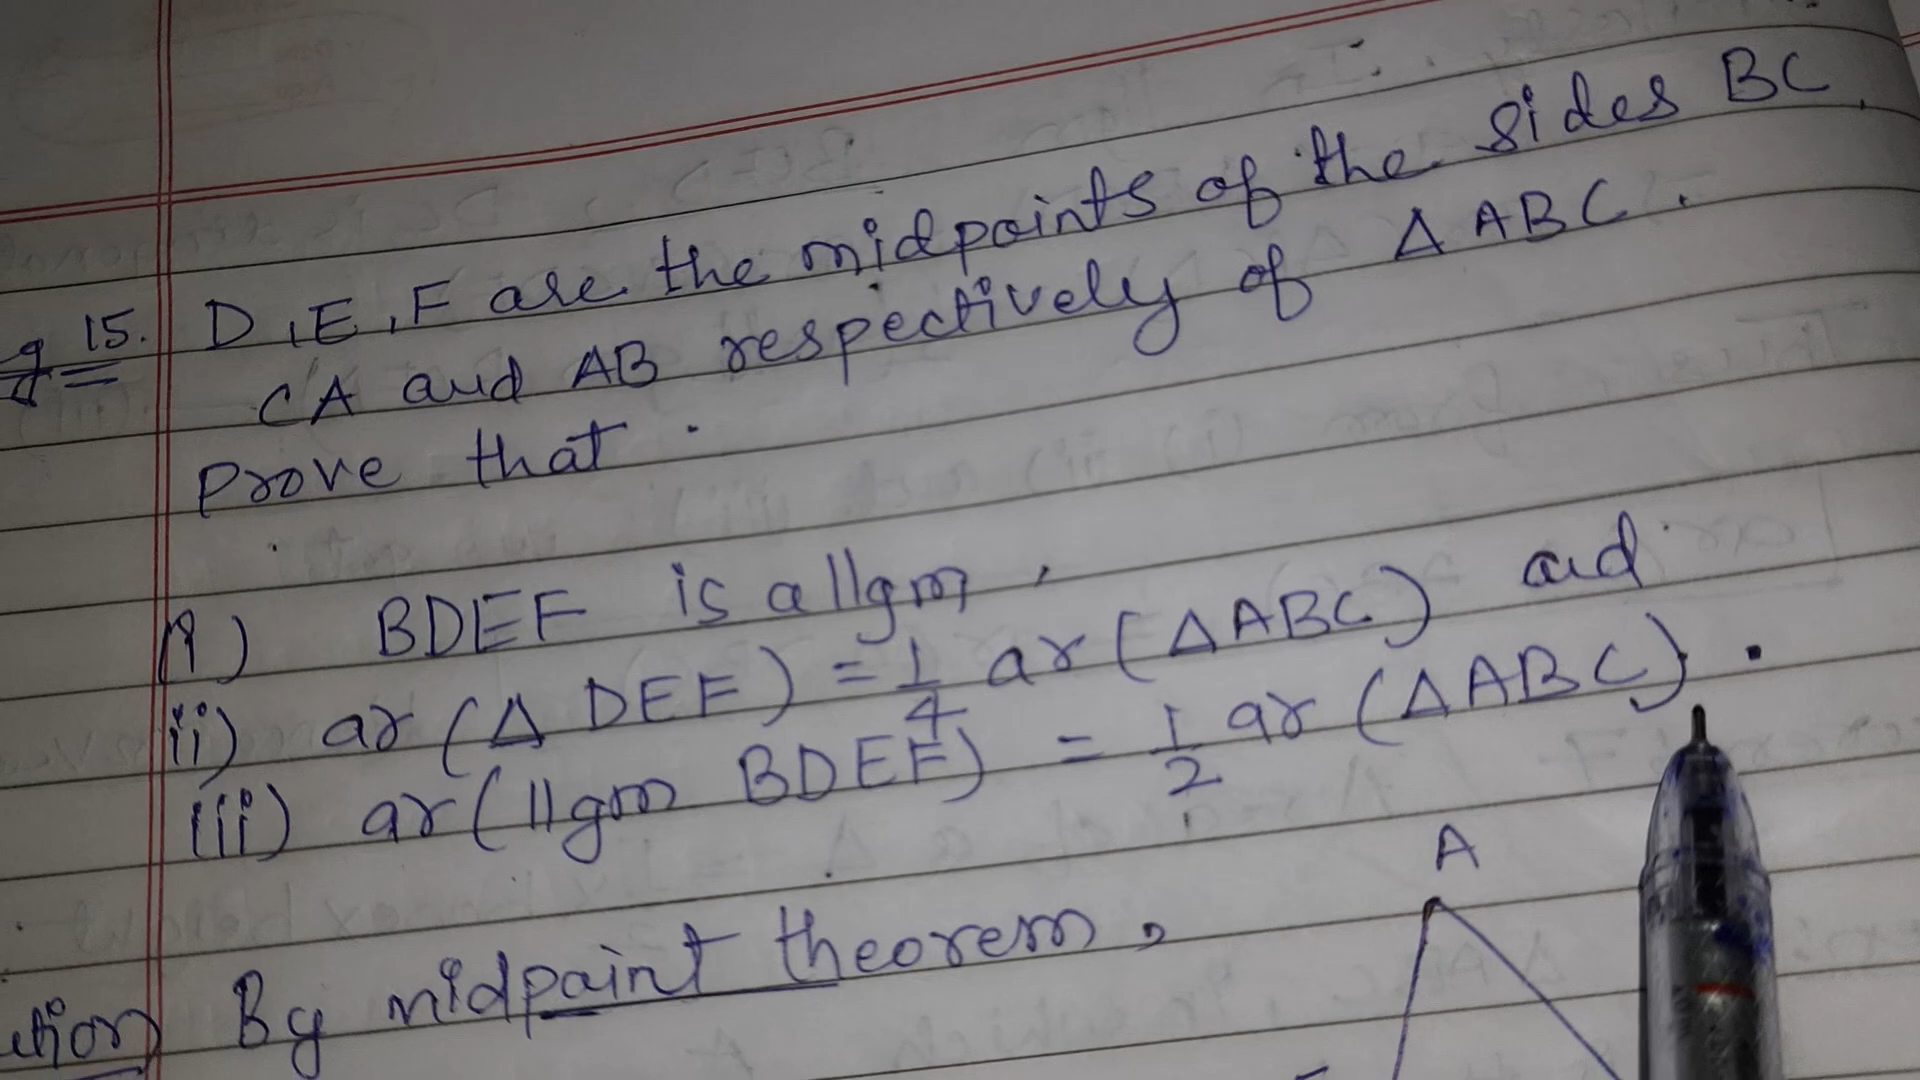 g 15. D, E, F are the midpoints of the sides BC,
CA and AB respectively of Δ ABC.
Prove that
i) BDEF is a llgm,
ii) ar (Δ DEF) = 1/4 ar (Δ ABC) and
iii) ar (llgm BDEF) = 1/2 ar (Δ ABC).
A
By midpoint theorem,